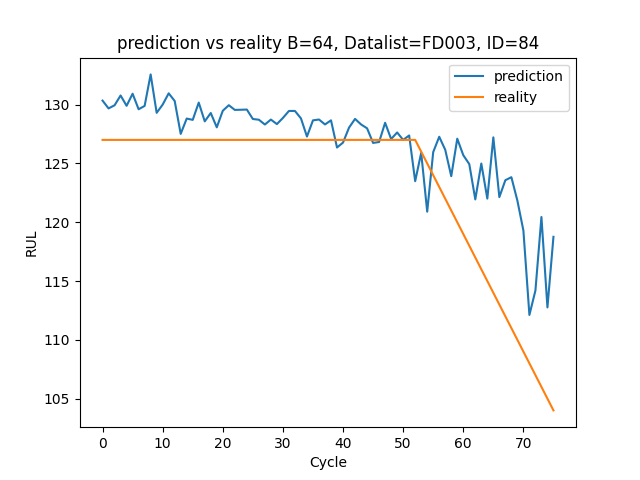 prediction vs reality B=64, Datalist=FD003, ID=84
prediction
reality
RUL
130
125
120
115
110
105
0 10 20 30 40 50 60 70
Cycle